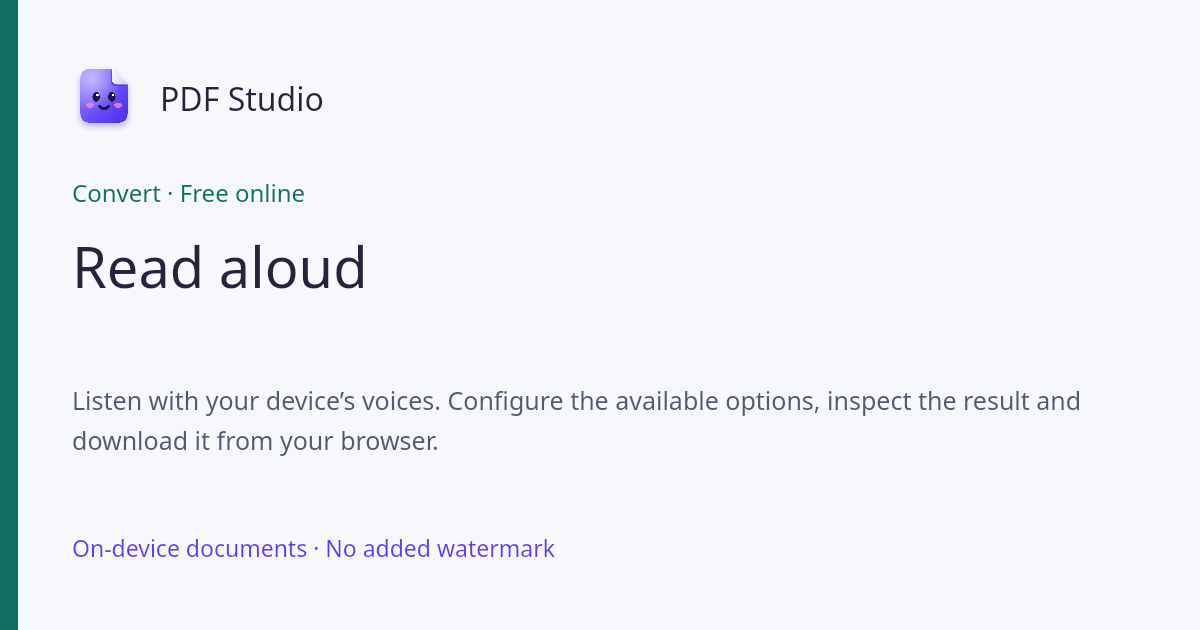 PDF Studio
Convert · Free online
Read aloud
Listen with your device’s voices. Configure the available options, inspect the result and
download it from your browser.
On-device documents · No added watermark